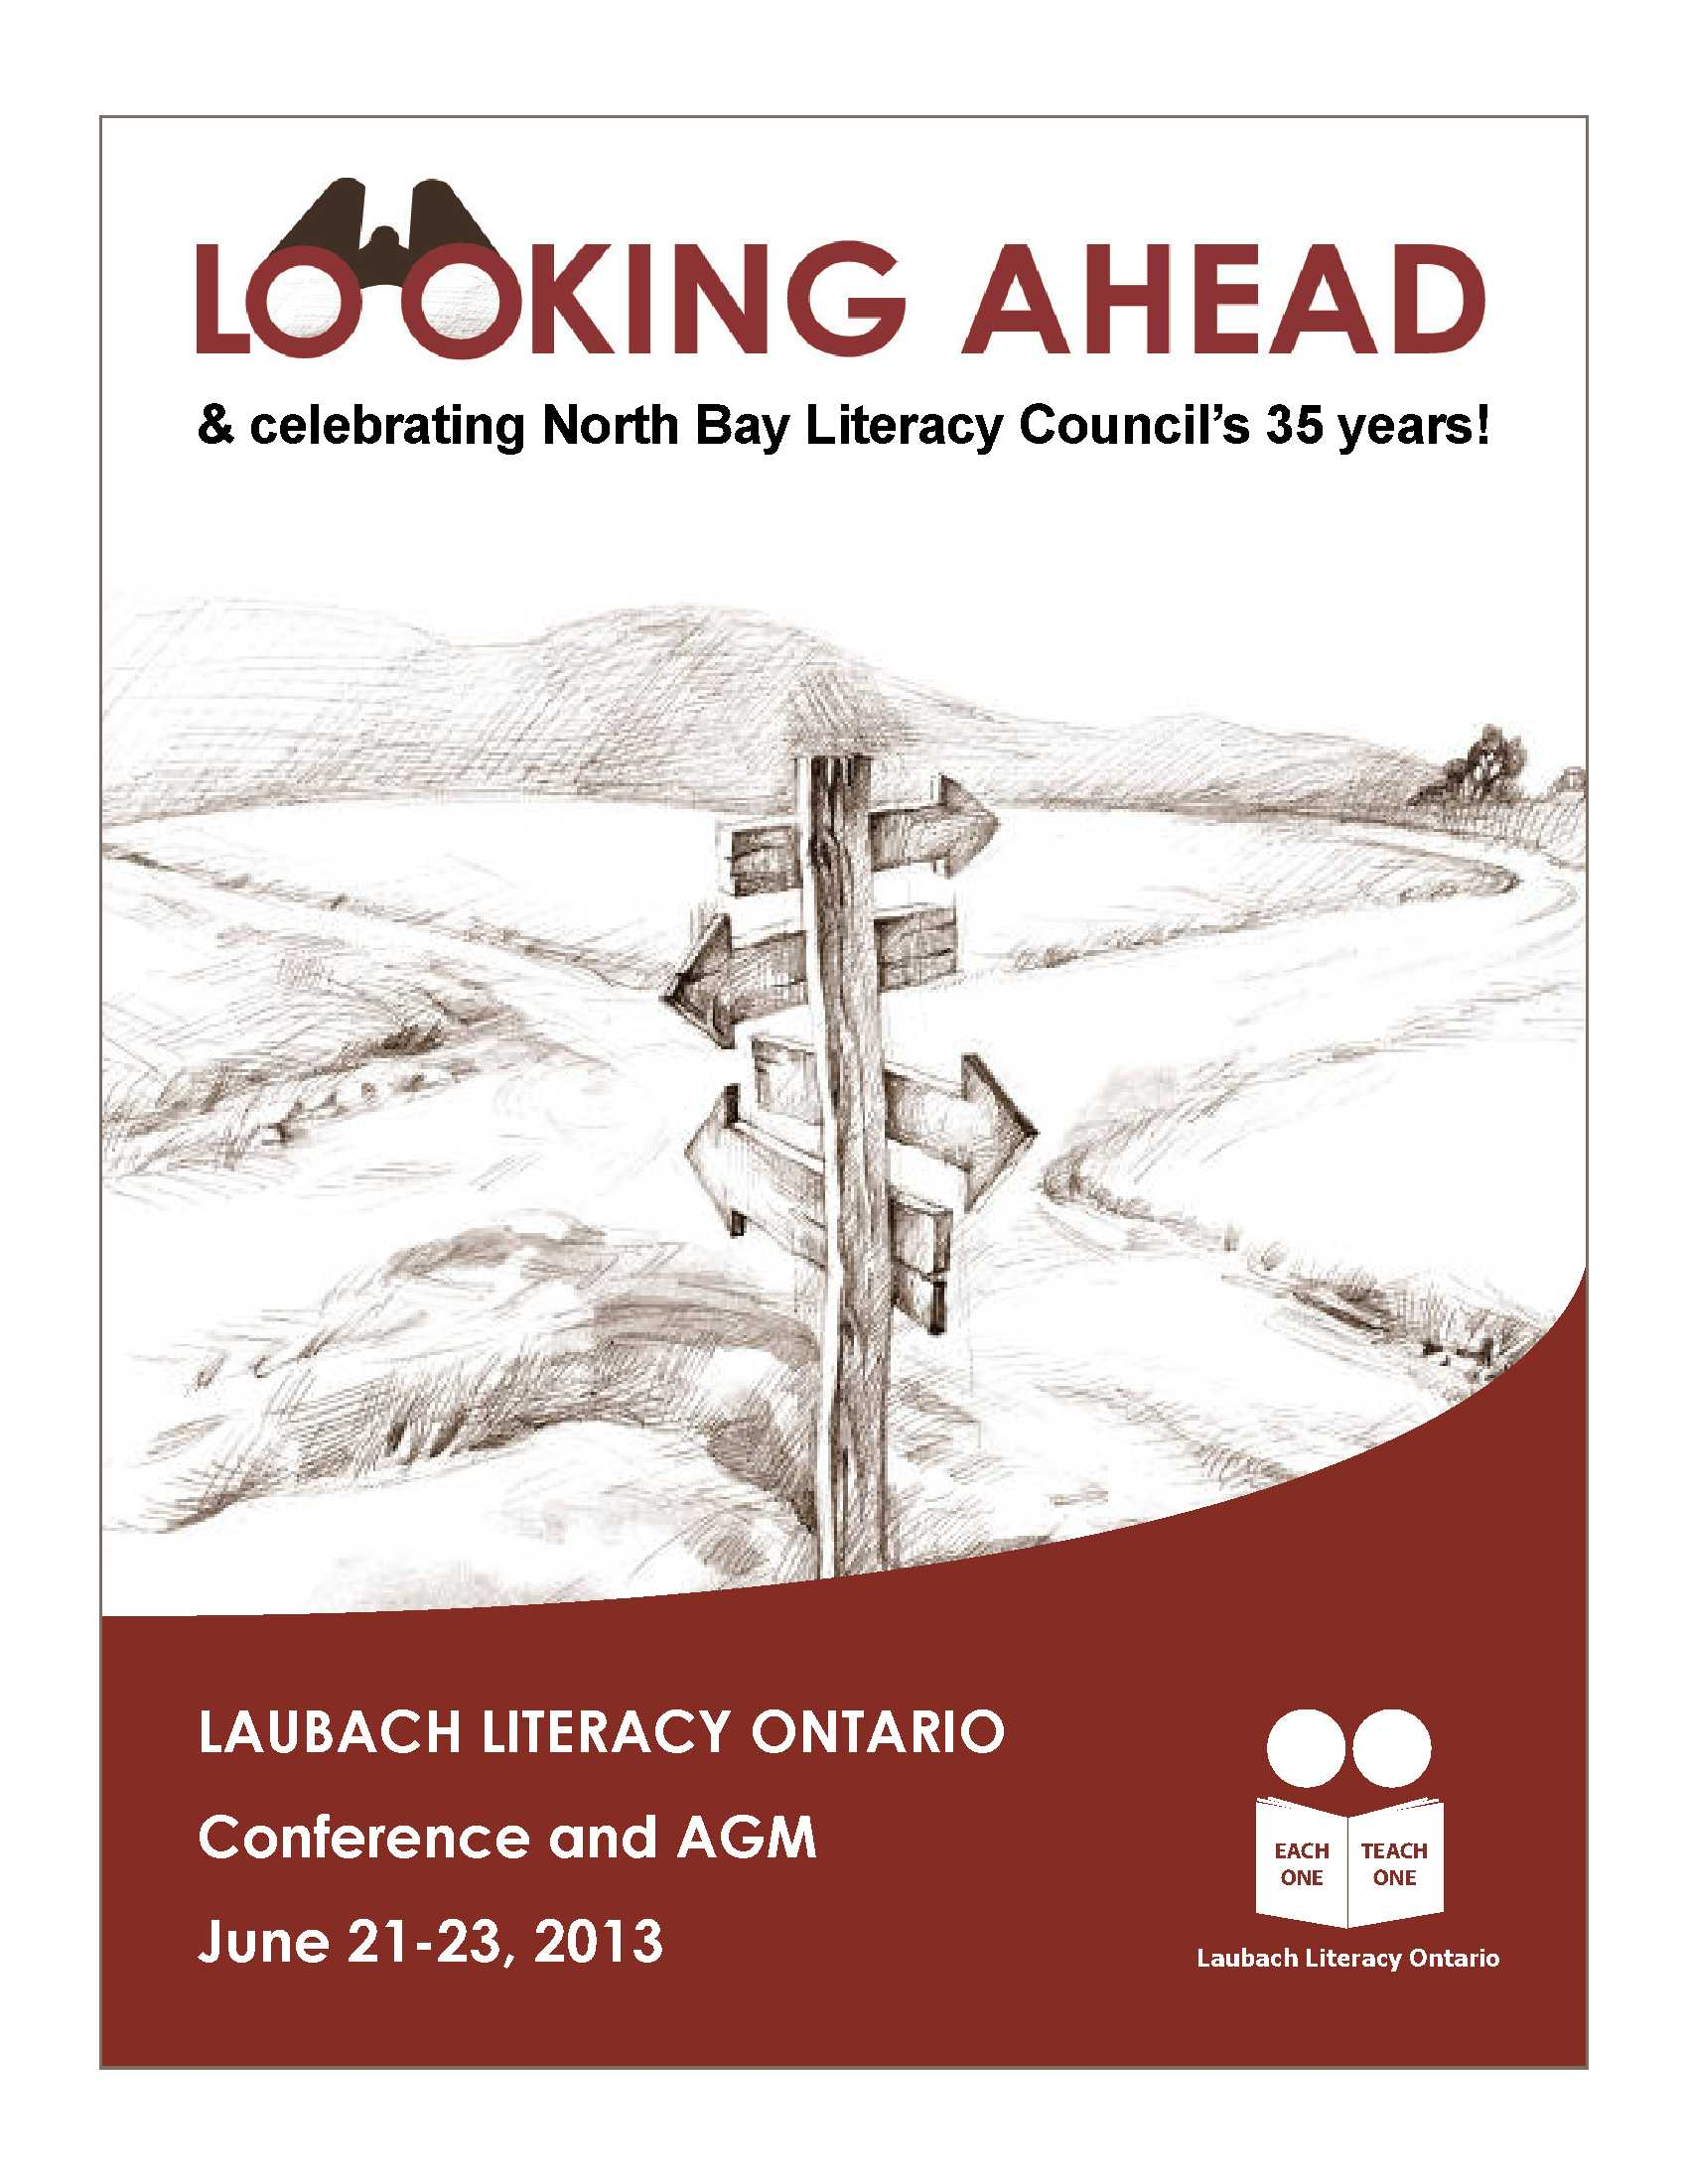 LOOKING AHEAD
& celebrating North Bay Literacy Council’s 35 years!
LAUBACH LITERACY ONTARIO
Conference and AGM
June 21-23, 2013
EACH ONE
TEACH ONE
Laubach Literacy Ontario